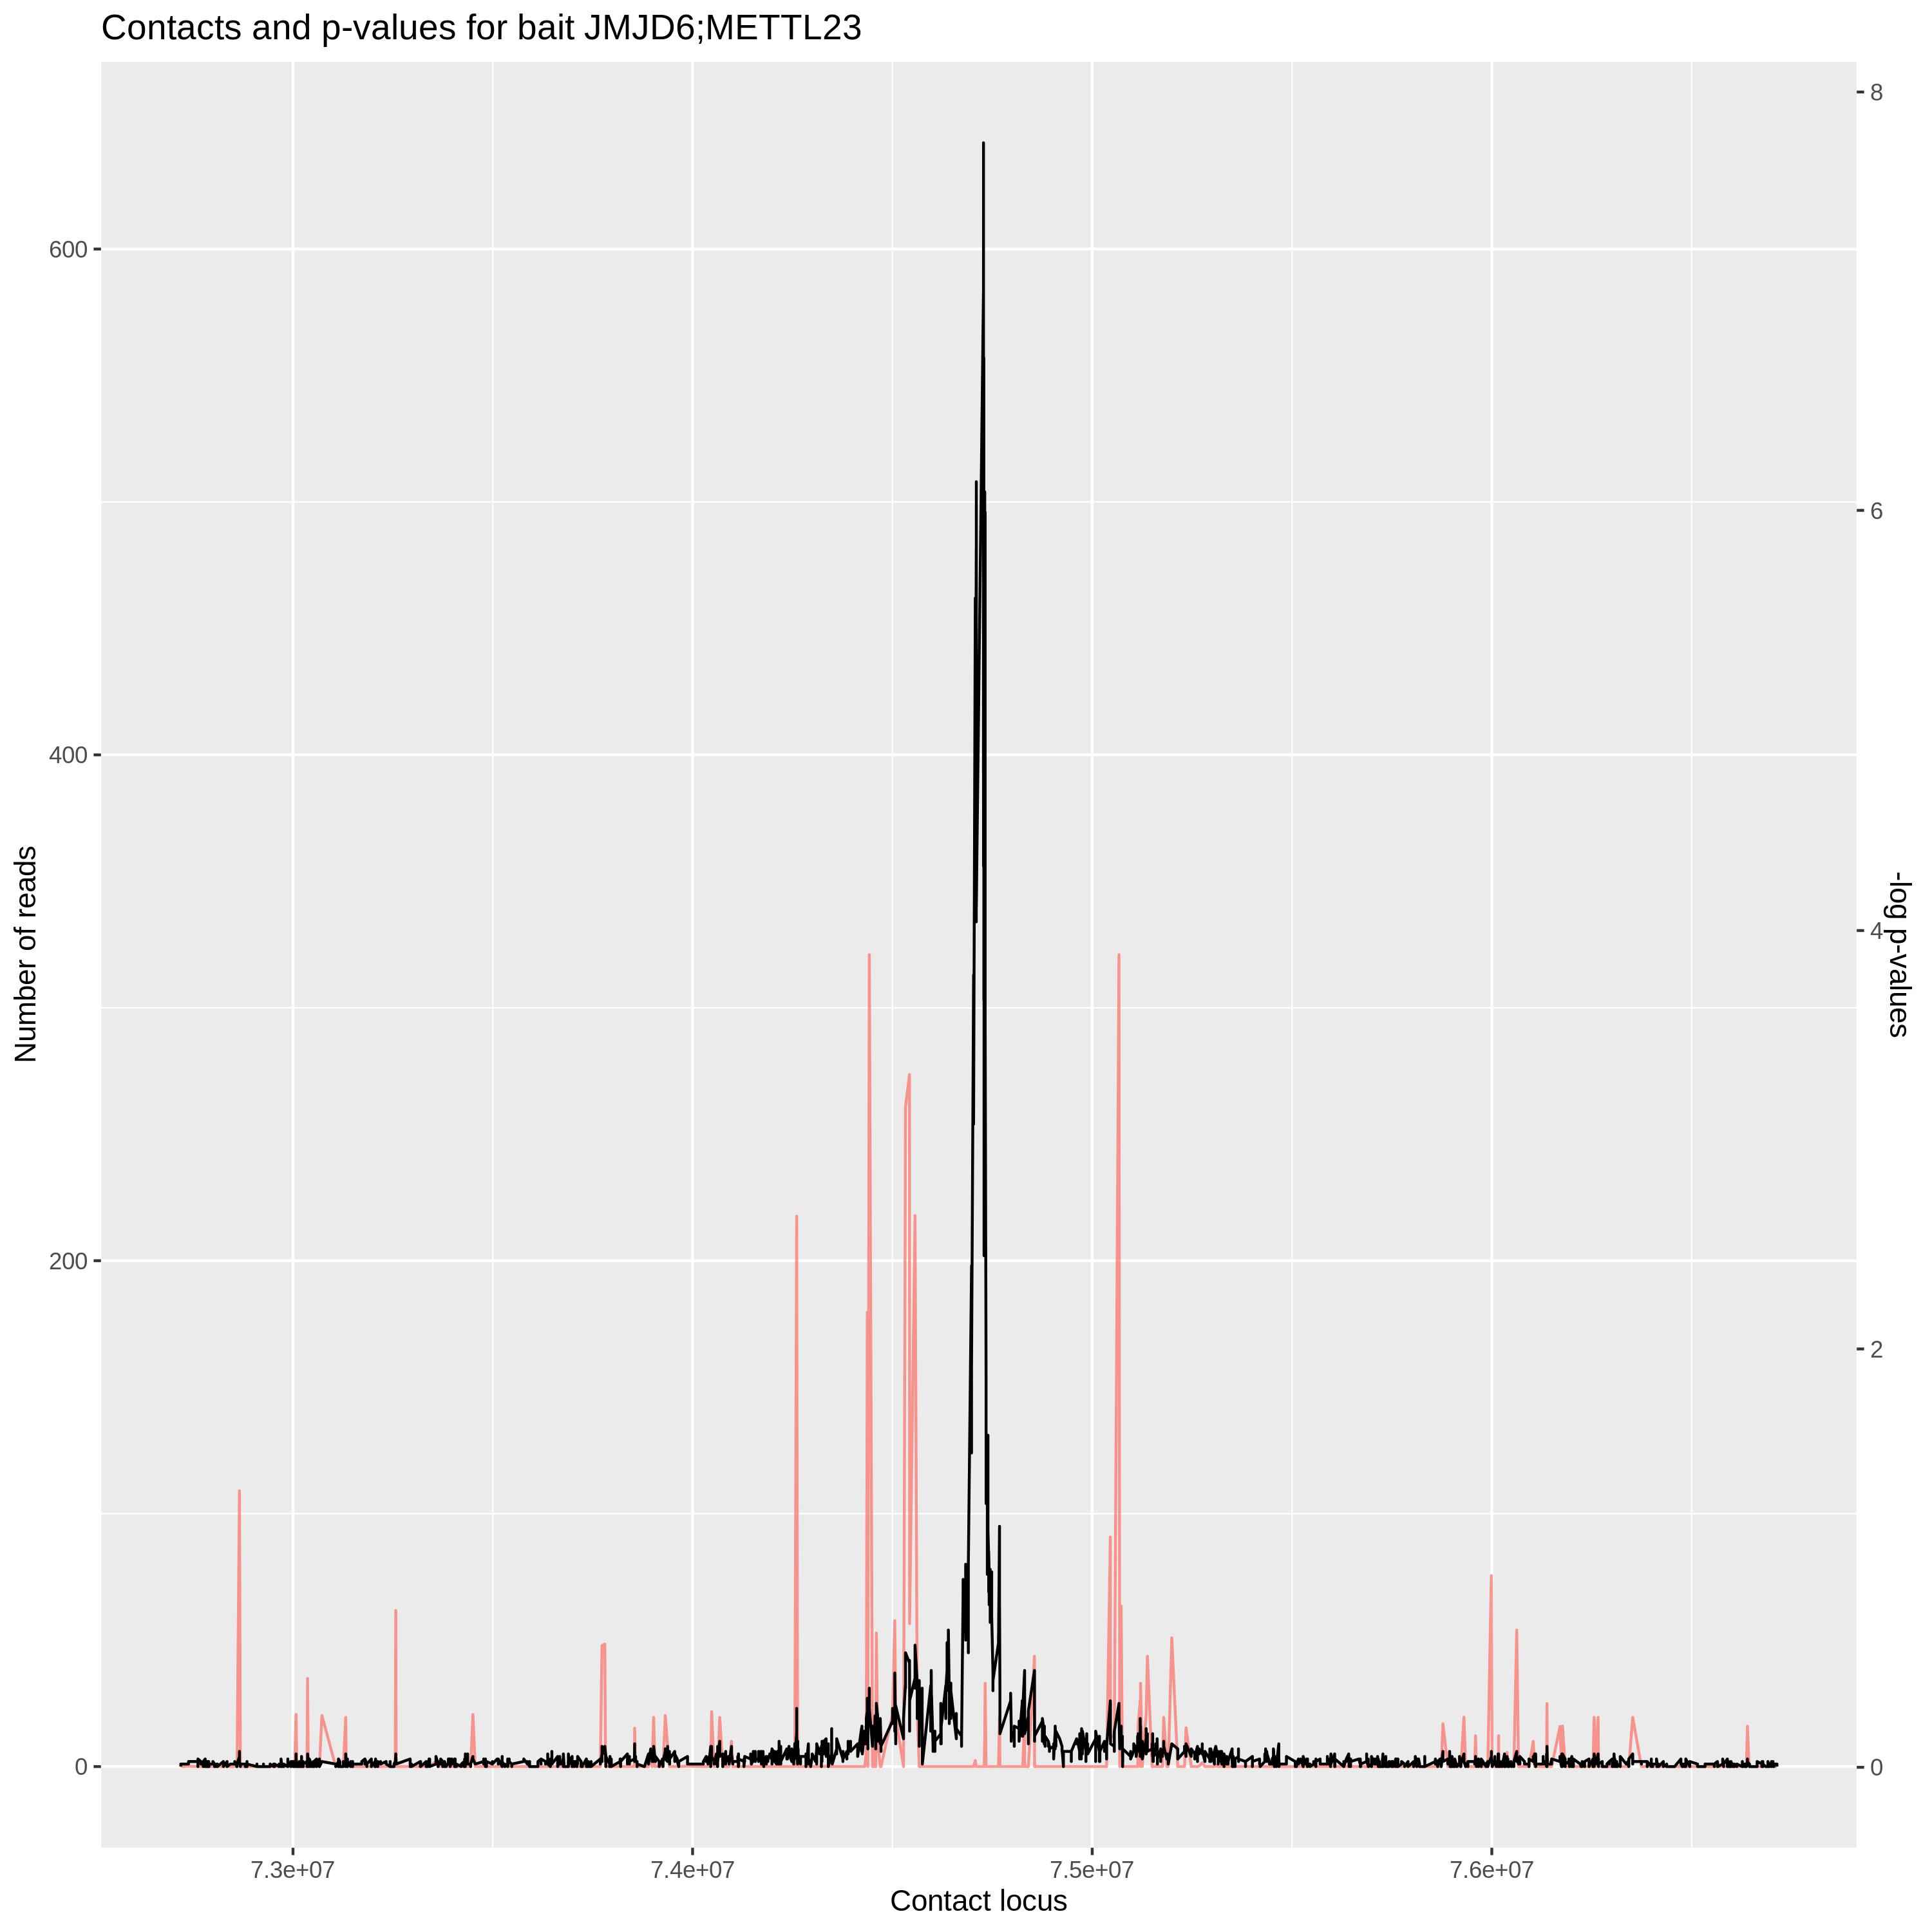 Contacts and p-values for bait JMJD6;METTL23
Number of reads
600
400
200
0
8
6
4
2
0
-log p-values
7.3e+07
7.4e+07
7.5e+07
7.6e+07
Contact locus